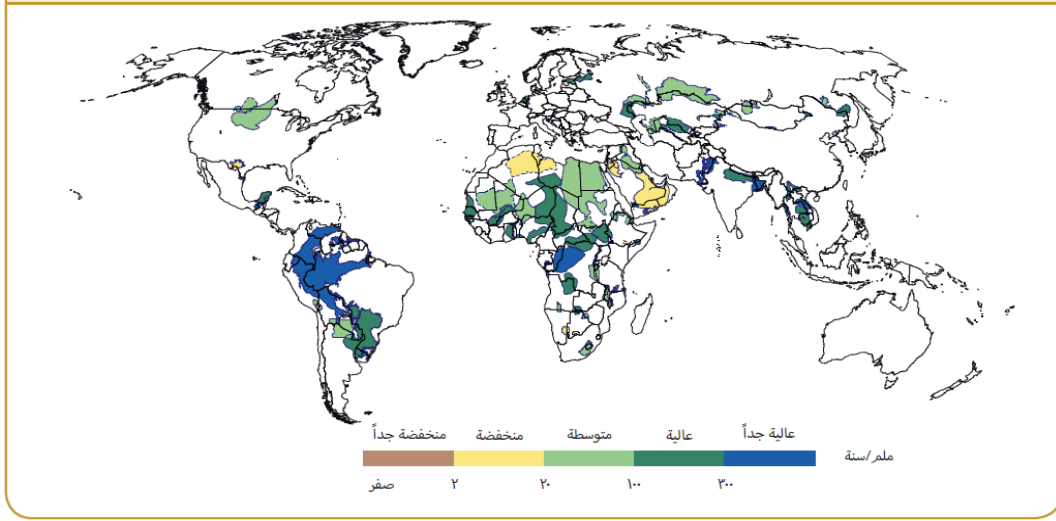 عالية جداً عالية متوسطة منخفضة منخفضة جداً
ملم/سنة
٣٠٠ ١٠٠ ٢٠ ٢ صفر